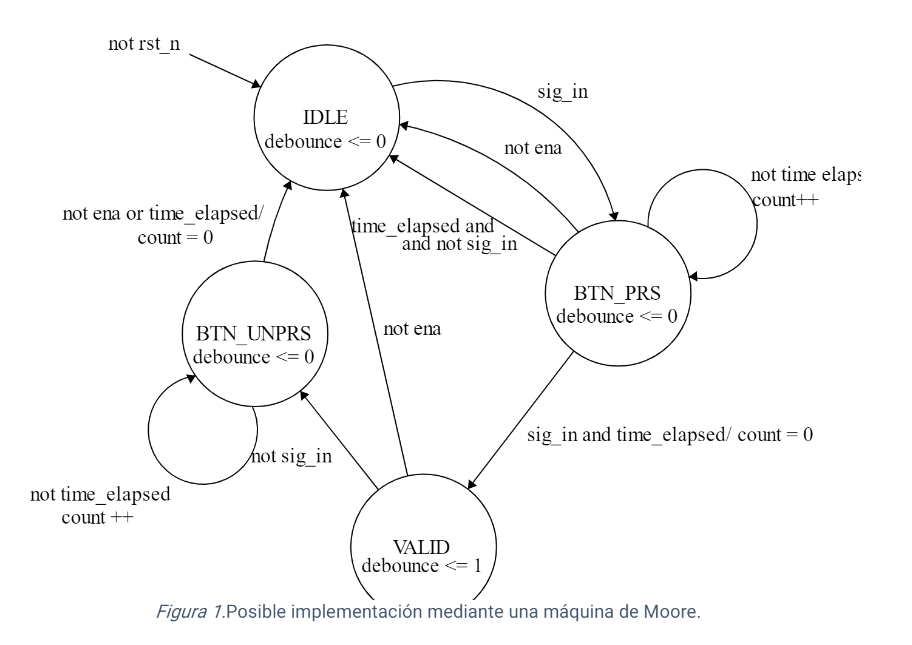 not rst_n
IDLE
debounce <= 0
sig_in
not ena
time_elapsed and
and not sig_in
not time elaps
count++
BTN_PRS
debounce <= 0
not ena or time_elapsed/
count = 0
BTN_UNPRS
debounce <= 0
not ena
not sig_in
not time_elapsed
count ++
sig_in and time_elapsed/ count = 0
VALID
debounce <= 1
Figura 1.Posible implementación mediante una máquina de Moore.